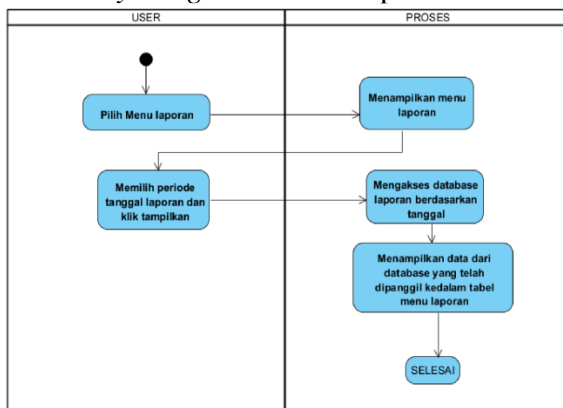 USER
PROSES
Pilih Menu laporan
Menampilkan menu
laporan
Memilih periode
tanggal laporan dan
klik tampilkan
Mengakses database
laporan berdasarkan
tanggal
Menampilkan data dari
database yang telah
dipanggil kedalam tabel
menu laporan
SELESAI